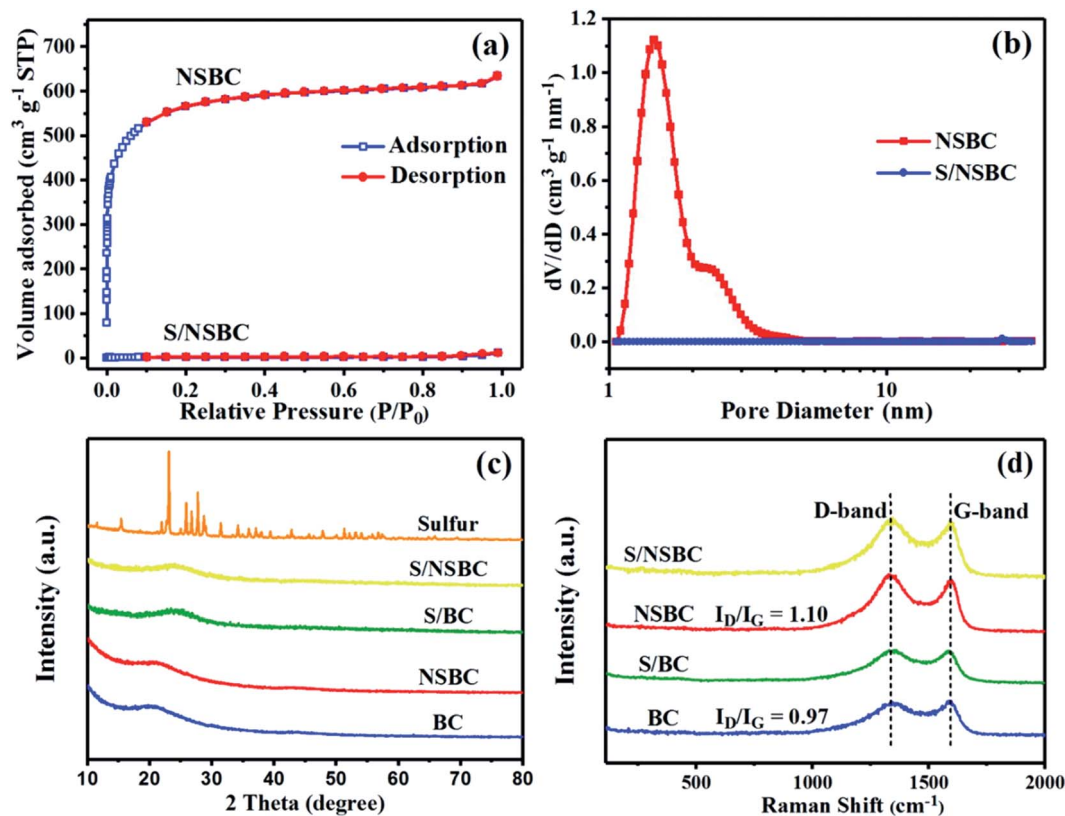 (a)
700
600
500
400
300
200
100
0
Volume adsorbed (cm³ g⁻¹ STP)
NSBC
Adsorption
Desorption
S/NSBC
0.0 0.2 0.4 0.6 0.8 1.0
Relative Pressure (P/P₀)
(b)
1.2
1.0
0.8
0.6
0.4
0.2
0.0
dV/dD (cm³ g⁻¹ nm⁻¹)
NSBC
S/NSBC
1 10
Pore Diameter (nm)
(c)
Intensity (a.u.)
Sulfur
S/NSBC
S/BC
NSBC
BC
10 20 30 40 50 60 70 80
2 Theta (degree)
(d)
Intensity (a.u.)
D-band G-band
S/NSBC
NSBC I_D/I_G = 1.10
S/BC
BC I_D/I_G = 0.97
500 1000 1500 2000
Raman Shift (cm⁻¹)